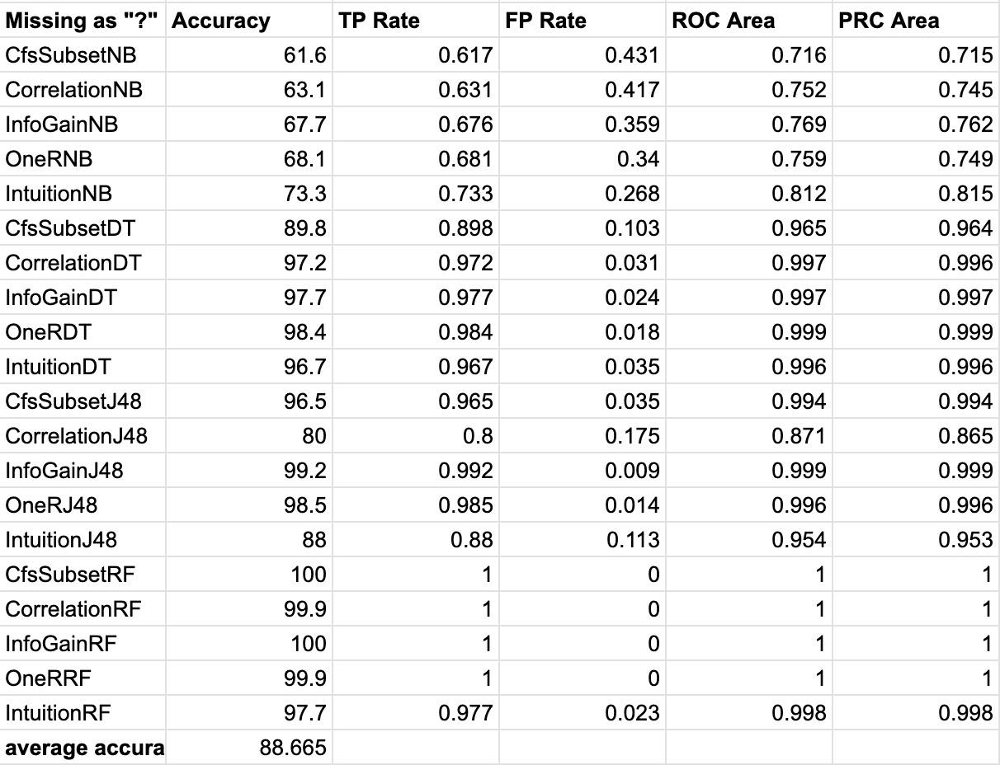 Missing as "?" Accuracy TP Rate FP Rate ROC Area PRC Area
CfsSubsetNB 61.6 0.617 0.431 0.716 0.715
CorrelationNB 63.1 0.631 0.417 0.752 0.745
InfoGainNB 67.7 0.676 0.359 0.769 0.762
OneRNB 68.1 0.681 0.34 0.759 0.749
IntuitionNB 73.3 0.733 0.268 0.812 0.815
CfsSubsetDT 89.8 0.898 0.103 0.965 0.964
CorrelationDT 97.2 0.972 0.031 0.997 0.996
InfoGainDT 97.7 0.977 0.024 0.997 0.997
OneRDT 98.4 0.984 0.018 0.999 0.999
IntuitionDT 96.7 0.967 0.035 0.996 0.996
CfsSubsetJ48 96.5 0.965 0.035 0.994 0.994
CorrelationJ48 80 0.8 0.175 0.871 0.865
InfoGainJ48 99.2 0.992 0.009 0.999 0.999
OneRJ48 98.5 0.985 0.014 0.996 0.996
IntuitionJ48 88 0.88 0.113 0.954 0.953
CfsSubsetRF 100 1 0 1 1
CorrelationRF 99.9 1 0 1 1
InfoGainRF 100 1 0 1 1
OneRRF 99.9 1 0 1 1
IntuitionRF 97.7 0.977 0.023 0.998 0.998
average accura 88.665